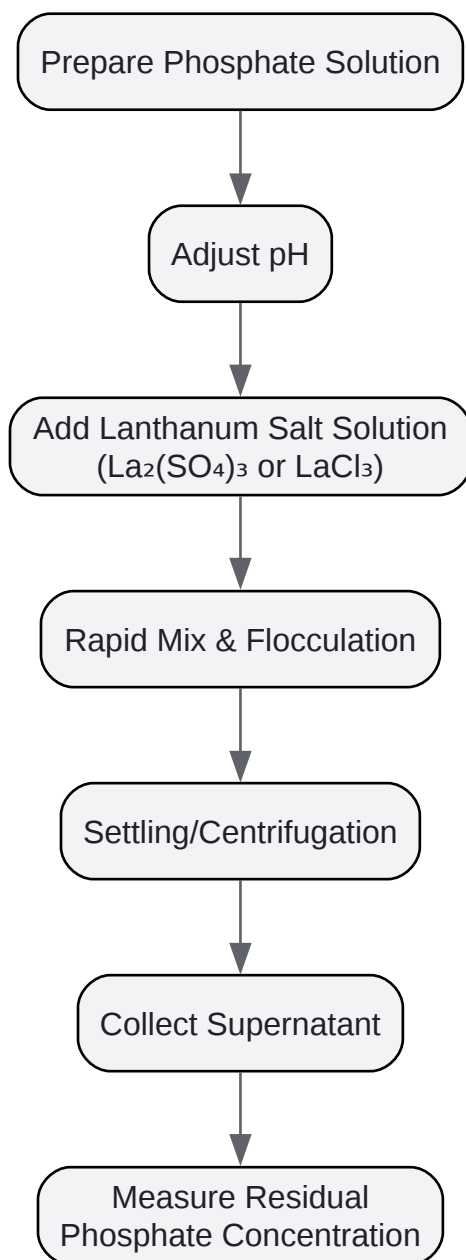 Prepare Phosphate Solution
Adjust pH
Add Lanthanum Salt Solution
(La₂(SO₄)₃ or LaCl₃)
Rapid Mix & Flocculation
Settling/Centrifugation
Collect Supernatant
Measure Residual
Phosphate Concentration